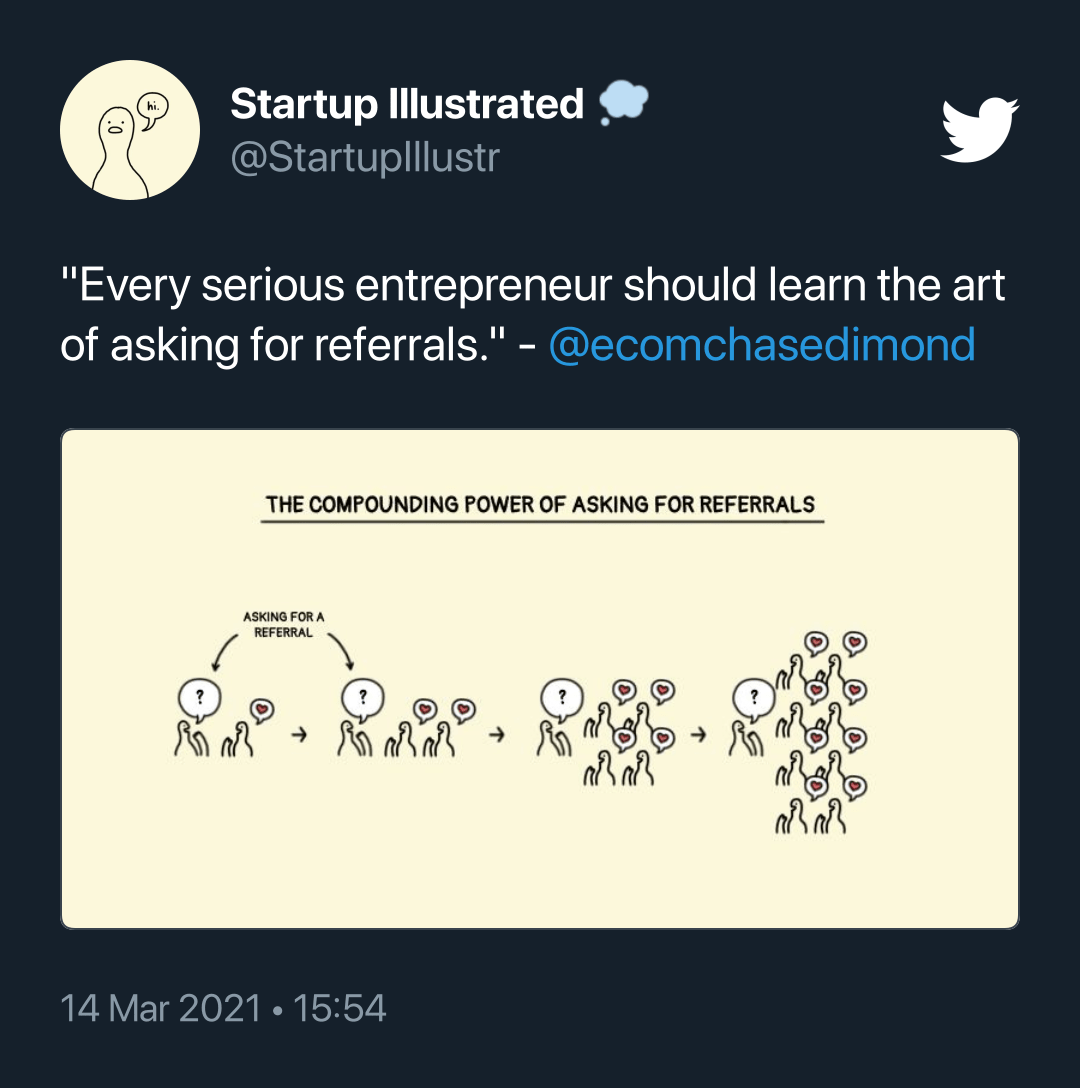 hi.
Startup Illustrated
@StartupIllustr
"Every serious entrepreneur should learn the art
of asking for referrals." - @ecomchasedimond
THE COMPOUNDING POWER OF ASKING FOR REFERRALS
ASKING FOR A
REFERRAL
? ? ? ?
14 Mar 2021 • 15:54